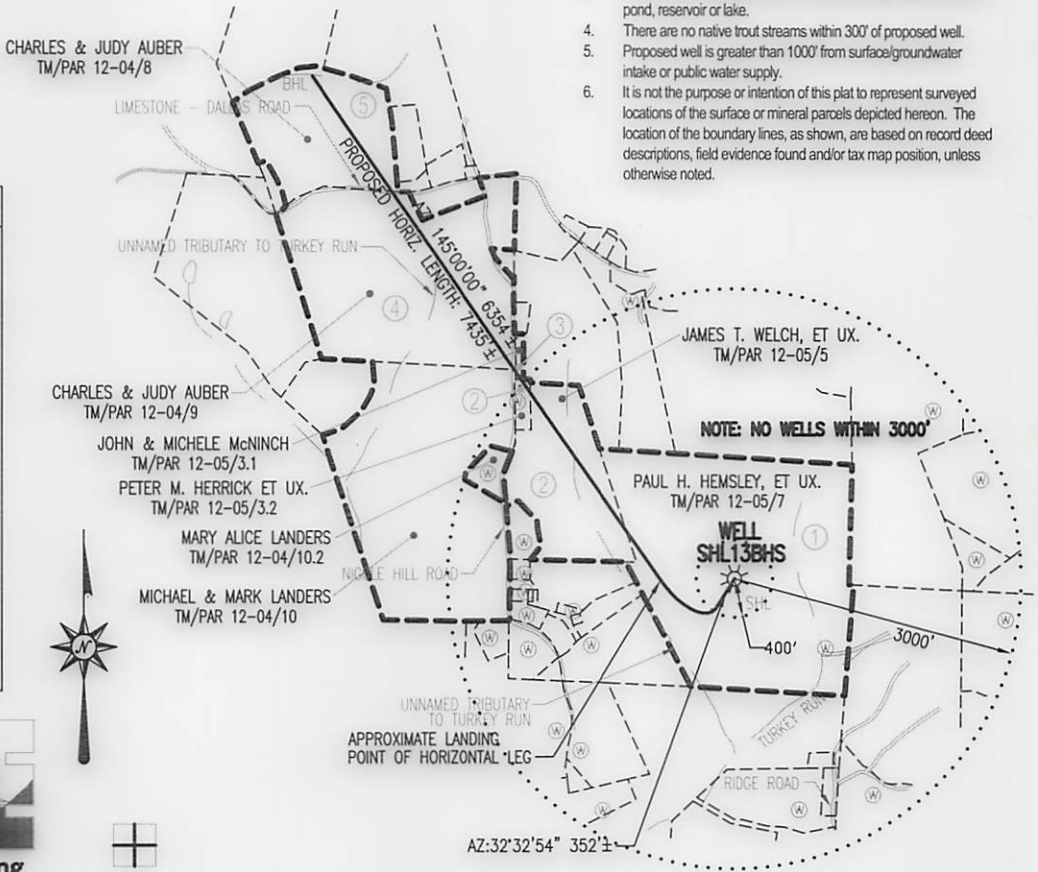 pond, reservoir or lake.
4. There are no native trout streams within 300' of proposed well.
5. Proposed well is greater than 1000' from surface/groundwater
intake or public water supply.
6. It is not the purpose or intention of this plat to represent surveyed
locations of the surface or mineral parcels depicted hereon. The
location of the boundary lines, as shown, are based on record deed
descriptions, field evidence found and/or tax map position, unless
otherwise noted.
CHARLES & JUDY AUBER
TM/PAR 12-04/8
BHL
5
LIMESTONE - DALLAS ROAD
PROPOSED HORIZ. LENGTH: 7435'±
AZ 145°00'00" 6354'±
UNNAMED TRIBUTARY TO TURKEY RUN
4
3
W
JAMES T. WELCH, ET UX.
TM/PAR 12-05/5
CHARLES & JUDY AUBER
TM/PAR 12-04/9
2
W
W
NOTE: NO WELLS WITHIN 3000'
JOHN & MICHELE McNINCH
TM/PAR 12-05/3.1
PETER M. HERRICK ET UX.
TM/PAR 12-05/3.2
W
2
PAUL H. HEMSLEY, ET UX.
TM/PAR 12-05/7
W
MARY ALICE LANDERS
TM/PAR 12-04/10.2
WELL
SHL13BHS
1
W
W
NIGGLE HILL ROAD
W
W
MICHAEL & MARK LANDERS
TM/PAR 12-04/10
SHL
W
W
N
W
W
W
400'
W
3000'
UNNAMED TRIBUTARY
TO TURKEY RUN
TURKEY RUN
APPROXIMATE LANDING
POINT OF HORIZONTAL LEG
W
W
RIDGE ROAD
W
W
W
AZ:32°32'54" 352'±
ng